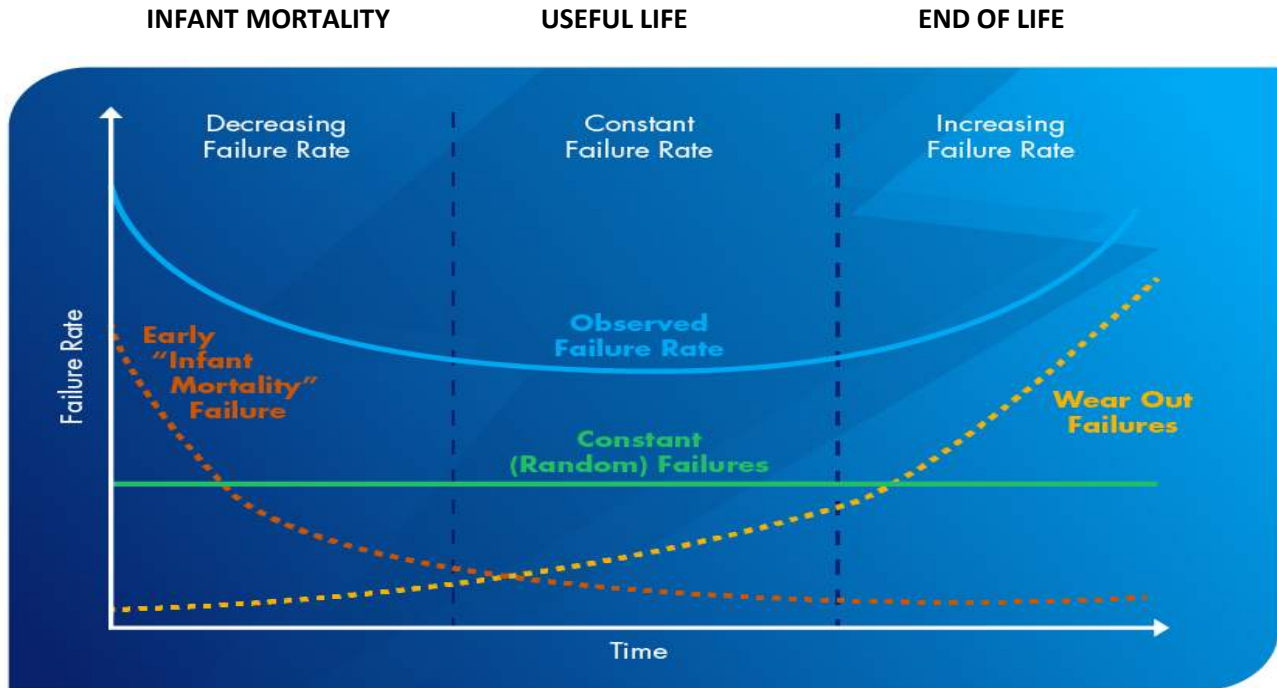 INFANT MORTALITY
USEFUL LIFE
END OF LIFE
Decreasing
Failure Rate
Constant
Failure Rate
Increasing
Failure Rate
Failure Rate
Early
"Infant
Mortality"
Failure
Observed
Failure Rate
Constant
(Random) Failures
Wear Out
Failures
Time